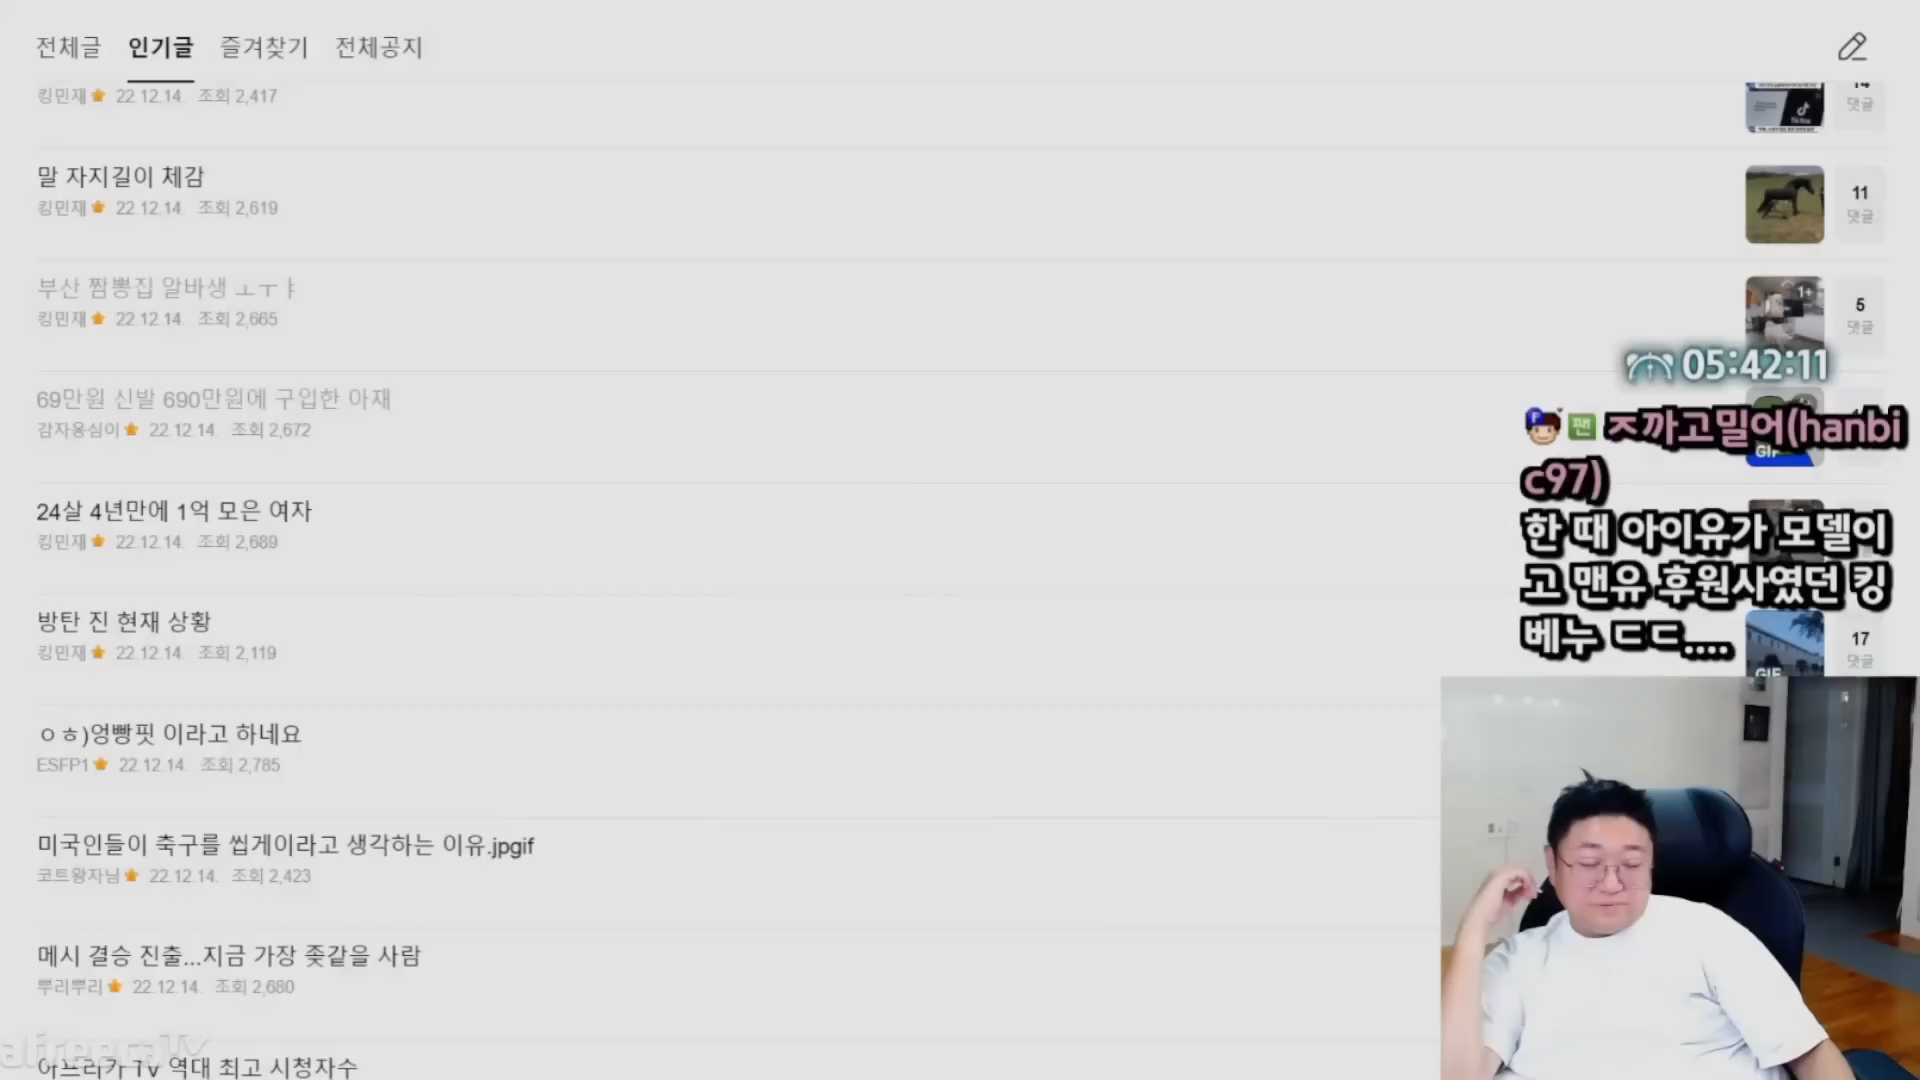 전체글 인기글 즐겨찾기 전체공지
킹민재 22.12.14. 조회 2,417
14
댓글
말 자지길이 체감
킹민재 22.12.14. 조회 2,619
11
댓글
부산 짬뽕집 알바생 ㅗㅜㅑ
킹민재 22.12.14. 조회 2,665
1+
5
댓글
05:42:11
69만원 신발 690만원에 구입한 아재
감자옹심이 22.12.14. 조회 2,672
GIF
ㅈ까고밀어(hanbi
c97)
한 때 아이유가 모델이
고 맨유 후원사였던 킹
베누 ㄷㄷ....
24살 4년만에 1억 모은 여자
킹민재 22.12.14. 조회 2,689
방탄 진 현재 상황
킹민재 22.12.14. 조회 2,119
GIF
17
댓글
ㅇㅎ)엉빵핏 이라고 하네요
ESFP1 22.12.14. 조회 2,785
미국인들이 축구를 씹게이라고 생각하는 이유.jpgif
코트왕자님 22.12.14. 조회 2,423
메시 결승 진출...지금 가장 좆같을 사람
뿌리뿌리 22.12.14. 조회 2,680
afreecaTV
아프리카 TV 역대 최고 시청자수